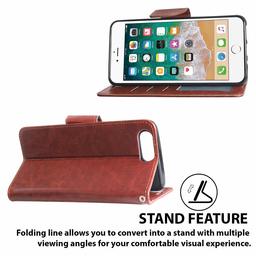 STAND FEATURE
Folding line allows you to convert into a stand with multiple
viewing angles for your comfortable visual experience.